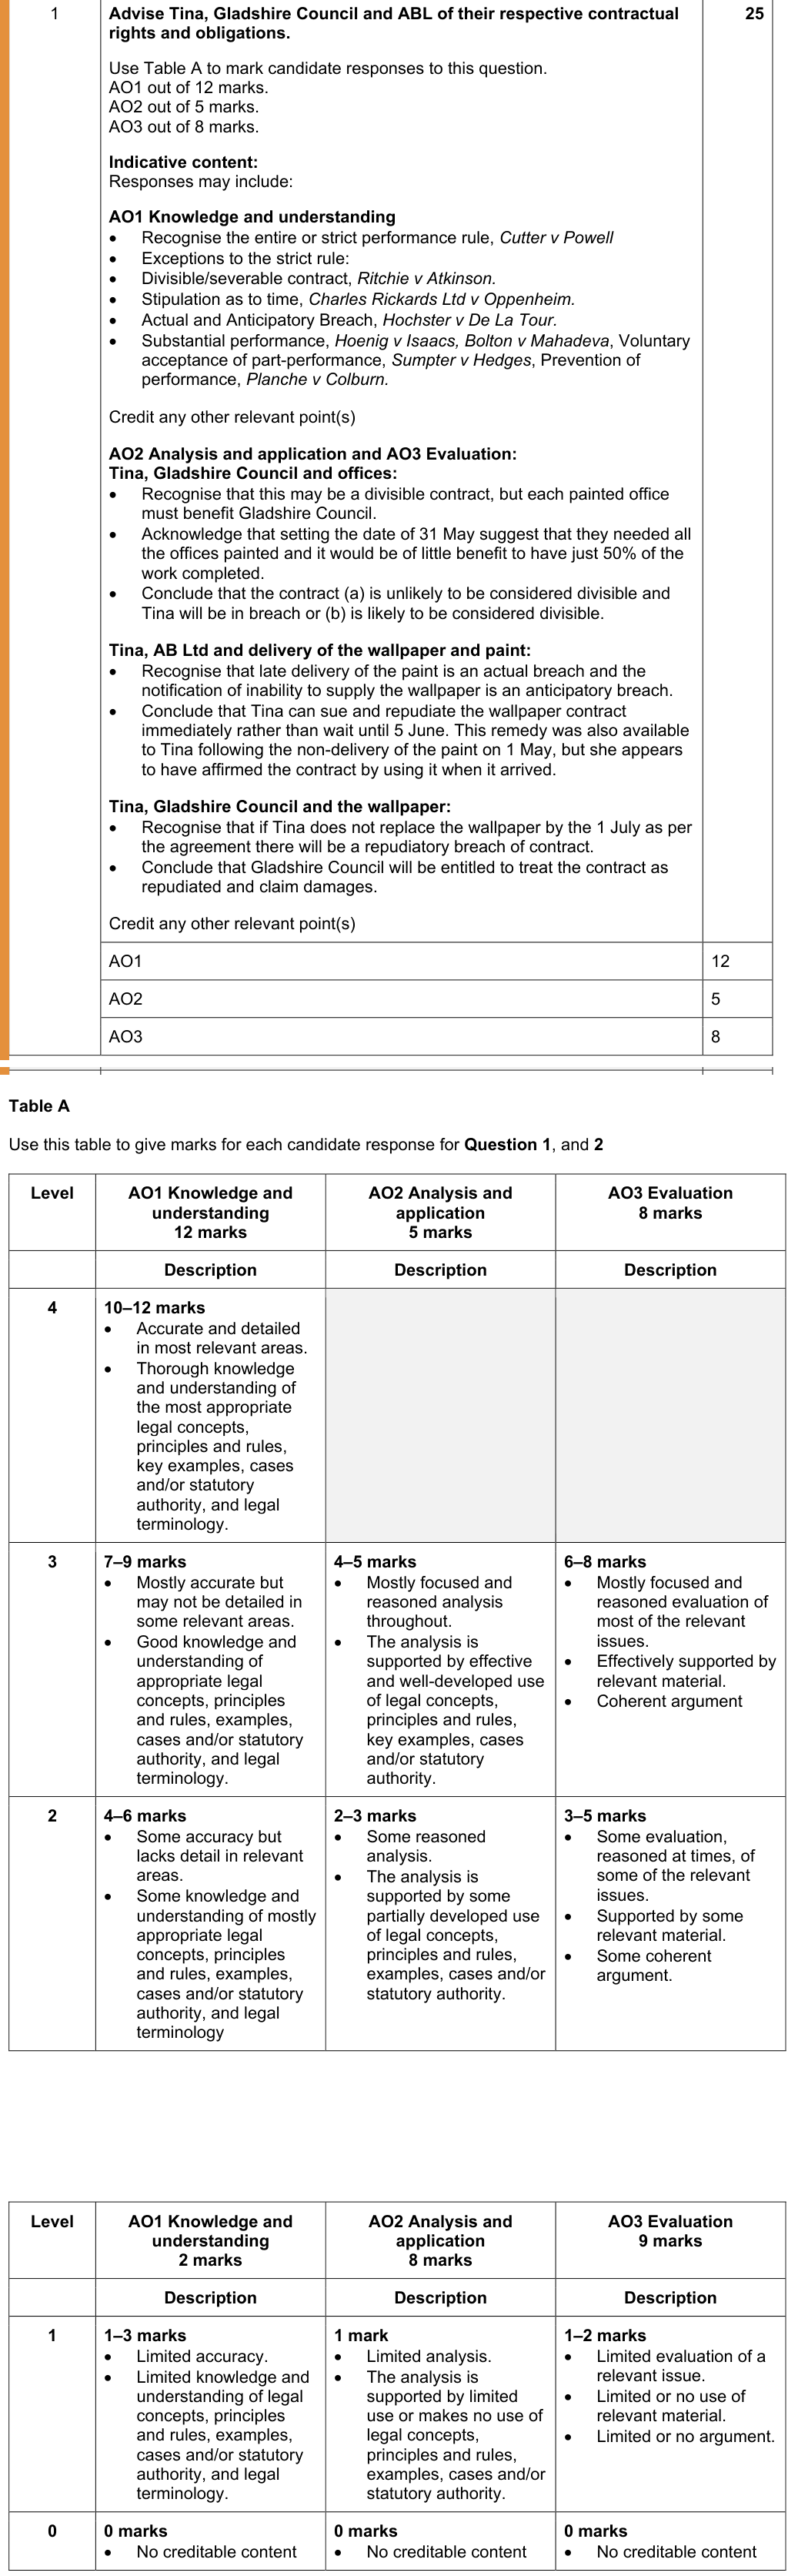 1
Advise Tina, Gladshire Council and ABL of their respective contractual
rights and obligations.
25
Use Table A to mark candidate responses to this question.
AO1 out of 12 marks.
AO2 out of 5 marks.
AO3 out of 8 marks.
Indicative content:
Responses may include:
AO1 Knowledge and understanding
• Recognise the entire or strict performance rule, Cutter v Powell
• Exceptions to the strict rule:
• Divisible/severable contract, Ritchie v Atkinson.
• Stipulation as to time, Charles Rickards Ltd v Oppenheim.
• Actual and Anticipatory Breach, Hochster v De La Tour.
• Substantial performance, Hoenig v Isaacs, Bolton v Mahadeva, Voluntary
acceptance of part-performance, Sumpter v Hedges, Prevention of
performance, Planche v Colburn.
Credit any other relevant point(s)
AO2 Analysis and application and AO3 Evaluation:
Tina, Gladshire Council and offices:
• Recognise that this may be a divisible contract, but each painted office
must benefit Gladshire Council.
• Acknowledge that setting the date of 31 May suggest that they needed all
the offices painted and it would be of little benefit to have just 50% of the
work completed.
• Conclude that the contract (a) is unlikely to be considered divisible and
Tina will be in breach or (b) is likely to be considered divisible.
Tina, AB Ltd and delivery of the wallpaper and paint:
• Recognise that late delivery of the paint is an actual breach and the
notification of inability to supply the wallpaper is an anticipatory breach.
• Conclude that Tina can sue and repudiate the wallpaper contract
immediately rather than wait until 5 June. This remedy was also available
to Tina following the non-delivery of the paint on 1 May, but she appears
to have affirmed the contract by using it when it arrived.
Tina, Gladshire Council and the wallpaper:
• Recognise that if Tina does not replace the wallpaper by the 1 July as per
the agreement there will be a repudiatory breach of contract.
• Conclude that Gladshire Council will be entitled to treat the contract as
repudiated and claim damages.
Credit any other relevant point(s)
AO1 12
AO2 5
AO3 8
Table A
Use this table to give marks for each candidate response for Question 1, and 2
Level
AO1 Knowledge and
understanding
12 marks
AO2 Analysis and
application
5 marks
AO3 Evaluation
8 marks
Description
Description
Description
4
10–12 marks
• Accurate and detailed
in most relevant areas.
• Thorough knowledge
and understanding of
the most appropriate
legal concepts,
principles and rules,
key examples, cases
and/or statutory
authority, and legal
terminology.
3
7–9 marks
• Mostly accurate but
may not be detailed in
some relevant areas.
• Good knowledge and
understanding of
appropriate legal
concepts, principles
and rules, examples,
cases and/or statutory
authority, and legal
terminology.
4–5 marks
• Mostly focused and
reasoned analysis
throughout.
• The analysis is
supported by effective
and well-developed use
of legal concepts,
principles and rules,
key examples, cases
and/or statutory
authority.
6–8 marks
• Mostly focused and
reasoned evaluation of
most of the relevant
issues.
• Effectively supported by
relevant material.
• Coherent argument
2
4–6 marks
• Some accuracy but
lacks detail in relevant
areas.
• Some knowledge and
understanding of mostly
appropriate legal
concepts, principles
and rules, examples,
cases and/or statutory
authority, and legal
terminology
2–3 marks
• Some reasoned
analysis.
• The analysis is
supported by some
partially developed use
of legal concepts,
principles and rules,
examples, cases and/or
statutory authority.
3–5 marks
• Some evaluation,
reasoned at times, of
some of the relevant
issues.
• Supported by some
relevant material.
• Some coherent
argument.
Level
AO1 Knowledge and
understanding
2 marks
AO2 Analysis and
application
8 marks
AO3 Evaluation
9 marks
Description
Description
Description
1
1–3 marks
• Limited accuracy.
• Limited knowledge and
understanding of legal
concepts, principles
and rules, examples,
cases and/or statutory
authority, and legal
terminology.
1 mark
• Limited analysis.
• The analysis is
supported by limited
use or makes no use of
legal concepts,
principles and rules,
examples, cases and/or
statutory authority.
1–2 marks
• Limited evaluation of a
relevant issue.
• Limited or no use of
relevant material.
• Limited or no argument.
0
0 marks
• No creditable content
0 marks
• No creditable content
0 marks
• No creditable content